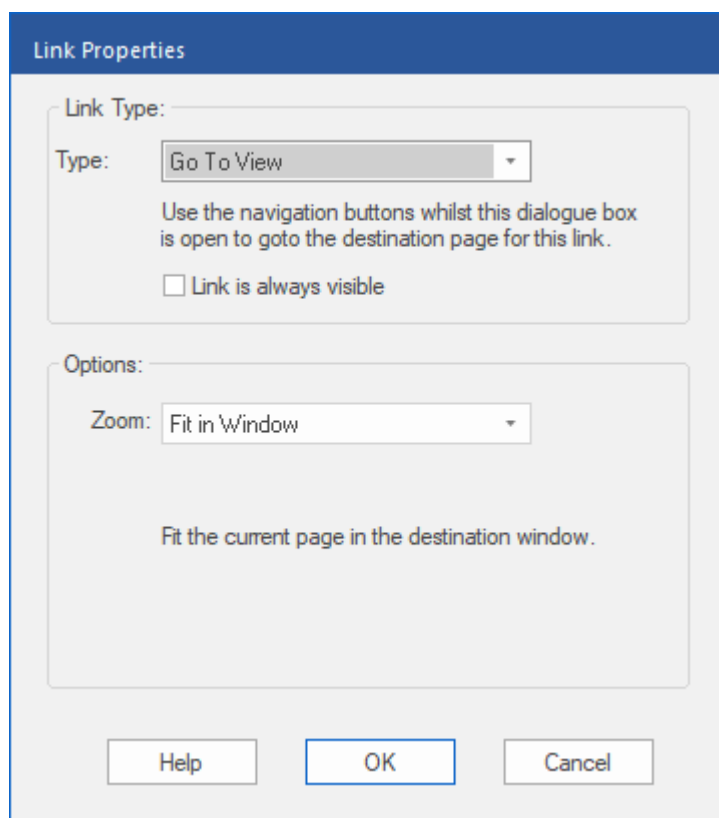 Link Properties
Link Type:
Type: Go To View
Use the navigation buttons whilst this dialogue box
is open to goto the destination page for this link.
Link is always visible
Options:
Zoom: Fit in Window
Fit the current page in the destination window.
Help OK Cancel